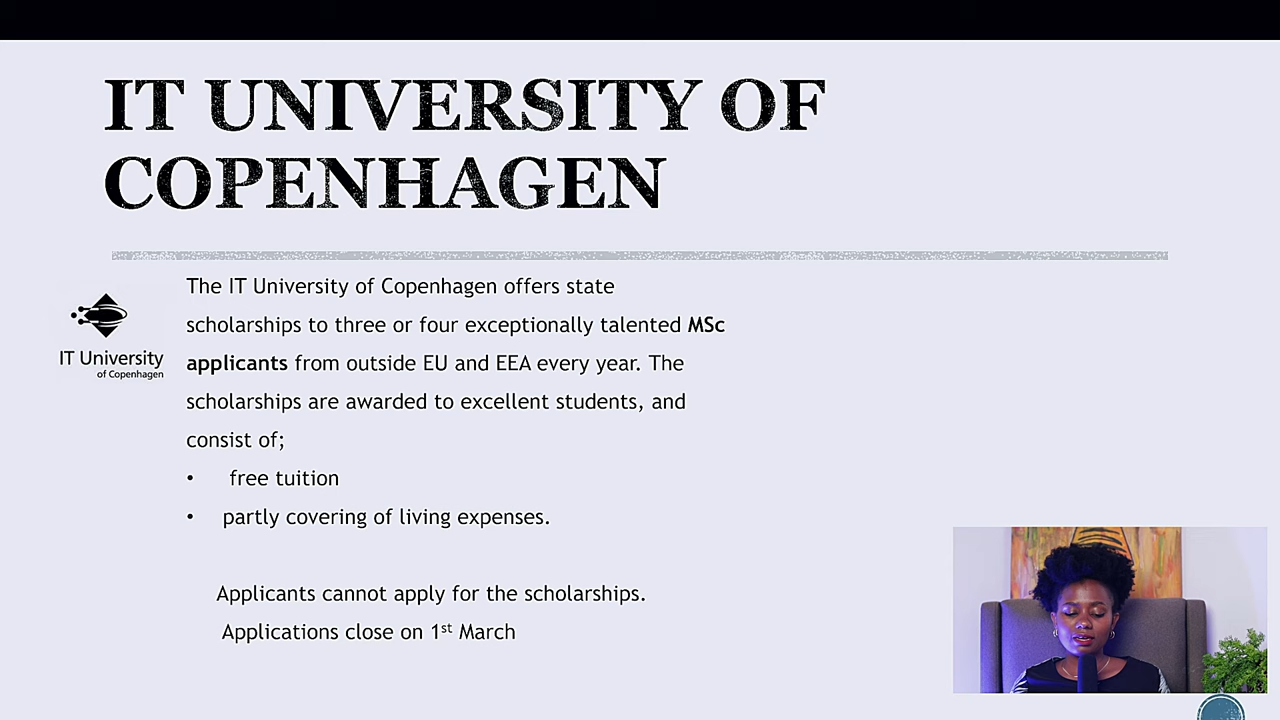 IT UNIVERSITY OF
COPENHAGEN
The IT University of Copenhagen offers state
scholarships to three or four exceptionally talented MSc
applicants from outside EU and EEA every year. The
scholarships are awarded to excellent students, and
consist of;
• free tuition
• partly covering of living expenses.
Applicants cannot apply for the scholarships.
Applications close on 1st March
IT University
of Copenhagen